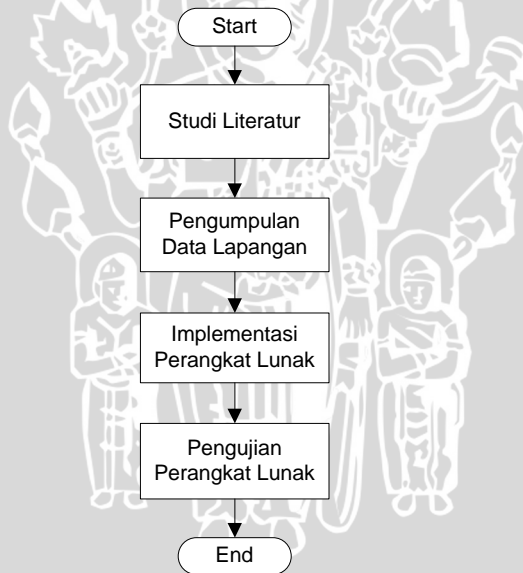 Start
Studi Literatur
Pengumpulan
Data Lapangan
Implementasi
Perangkat Lunak
Pengujian
Perangkat Lunak
End